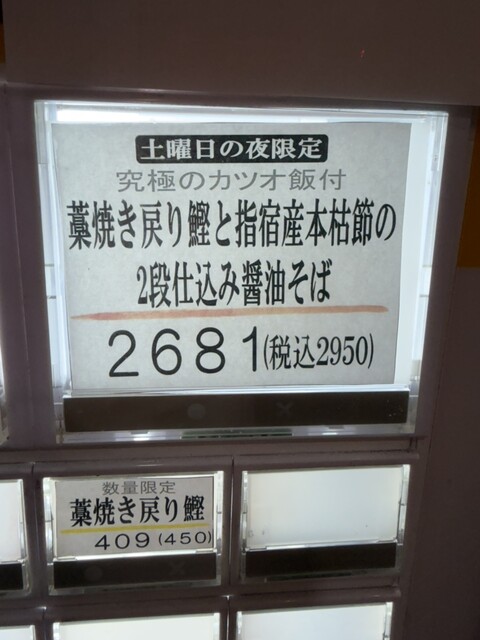 土曜日の夜限定
究極のカツオ飯付
藁焼き戻り鰹と指宿産本枯節の
2段仕込み醤油そば
2681(税込2950)
数量限定
藁焼き戻り鰹
409(450)